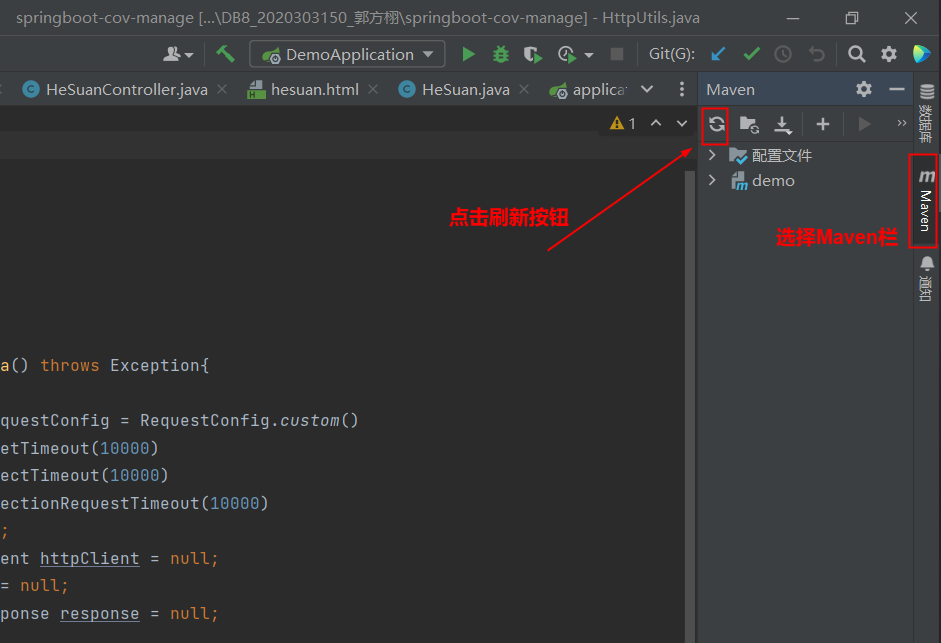 springboot-cov-manage [...\DB8_2020303150_郭方栩\springboot-cov-manage] - HttpUtils.java
DemoApplication
Git(G):
HeSuanController.java
hesuan.html
HeSuan.java
applica
Maven
1
配置文件
demo
数据库
Maven
通知
点击刷新按钮
选择Maven栏
a() throws Exception{
questConfig = RequestConfig.custom()
etTimeout(10000)
ectTimeout(10000)
ectionRequestTimeout(10000)
;
ent httpClient = null;
= null;
ponse response = null;